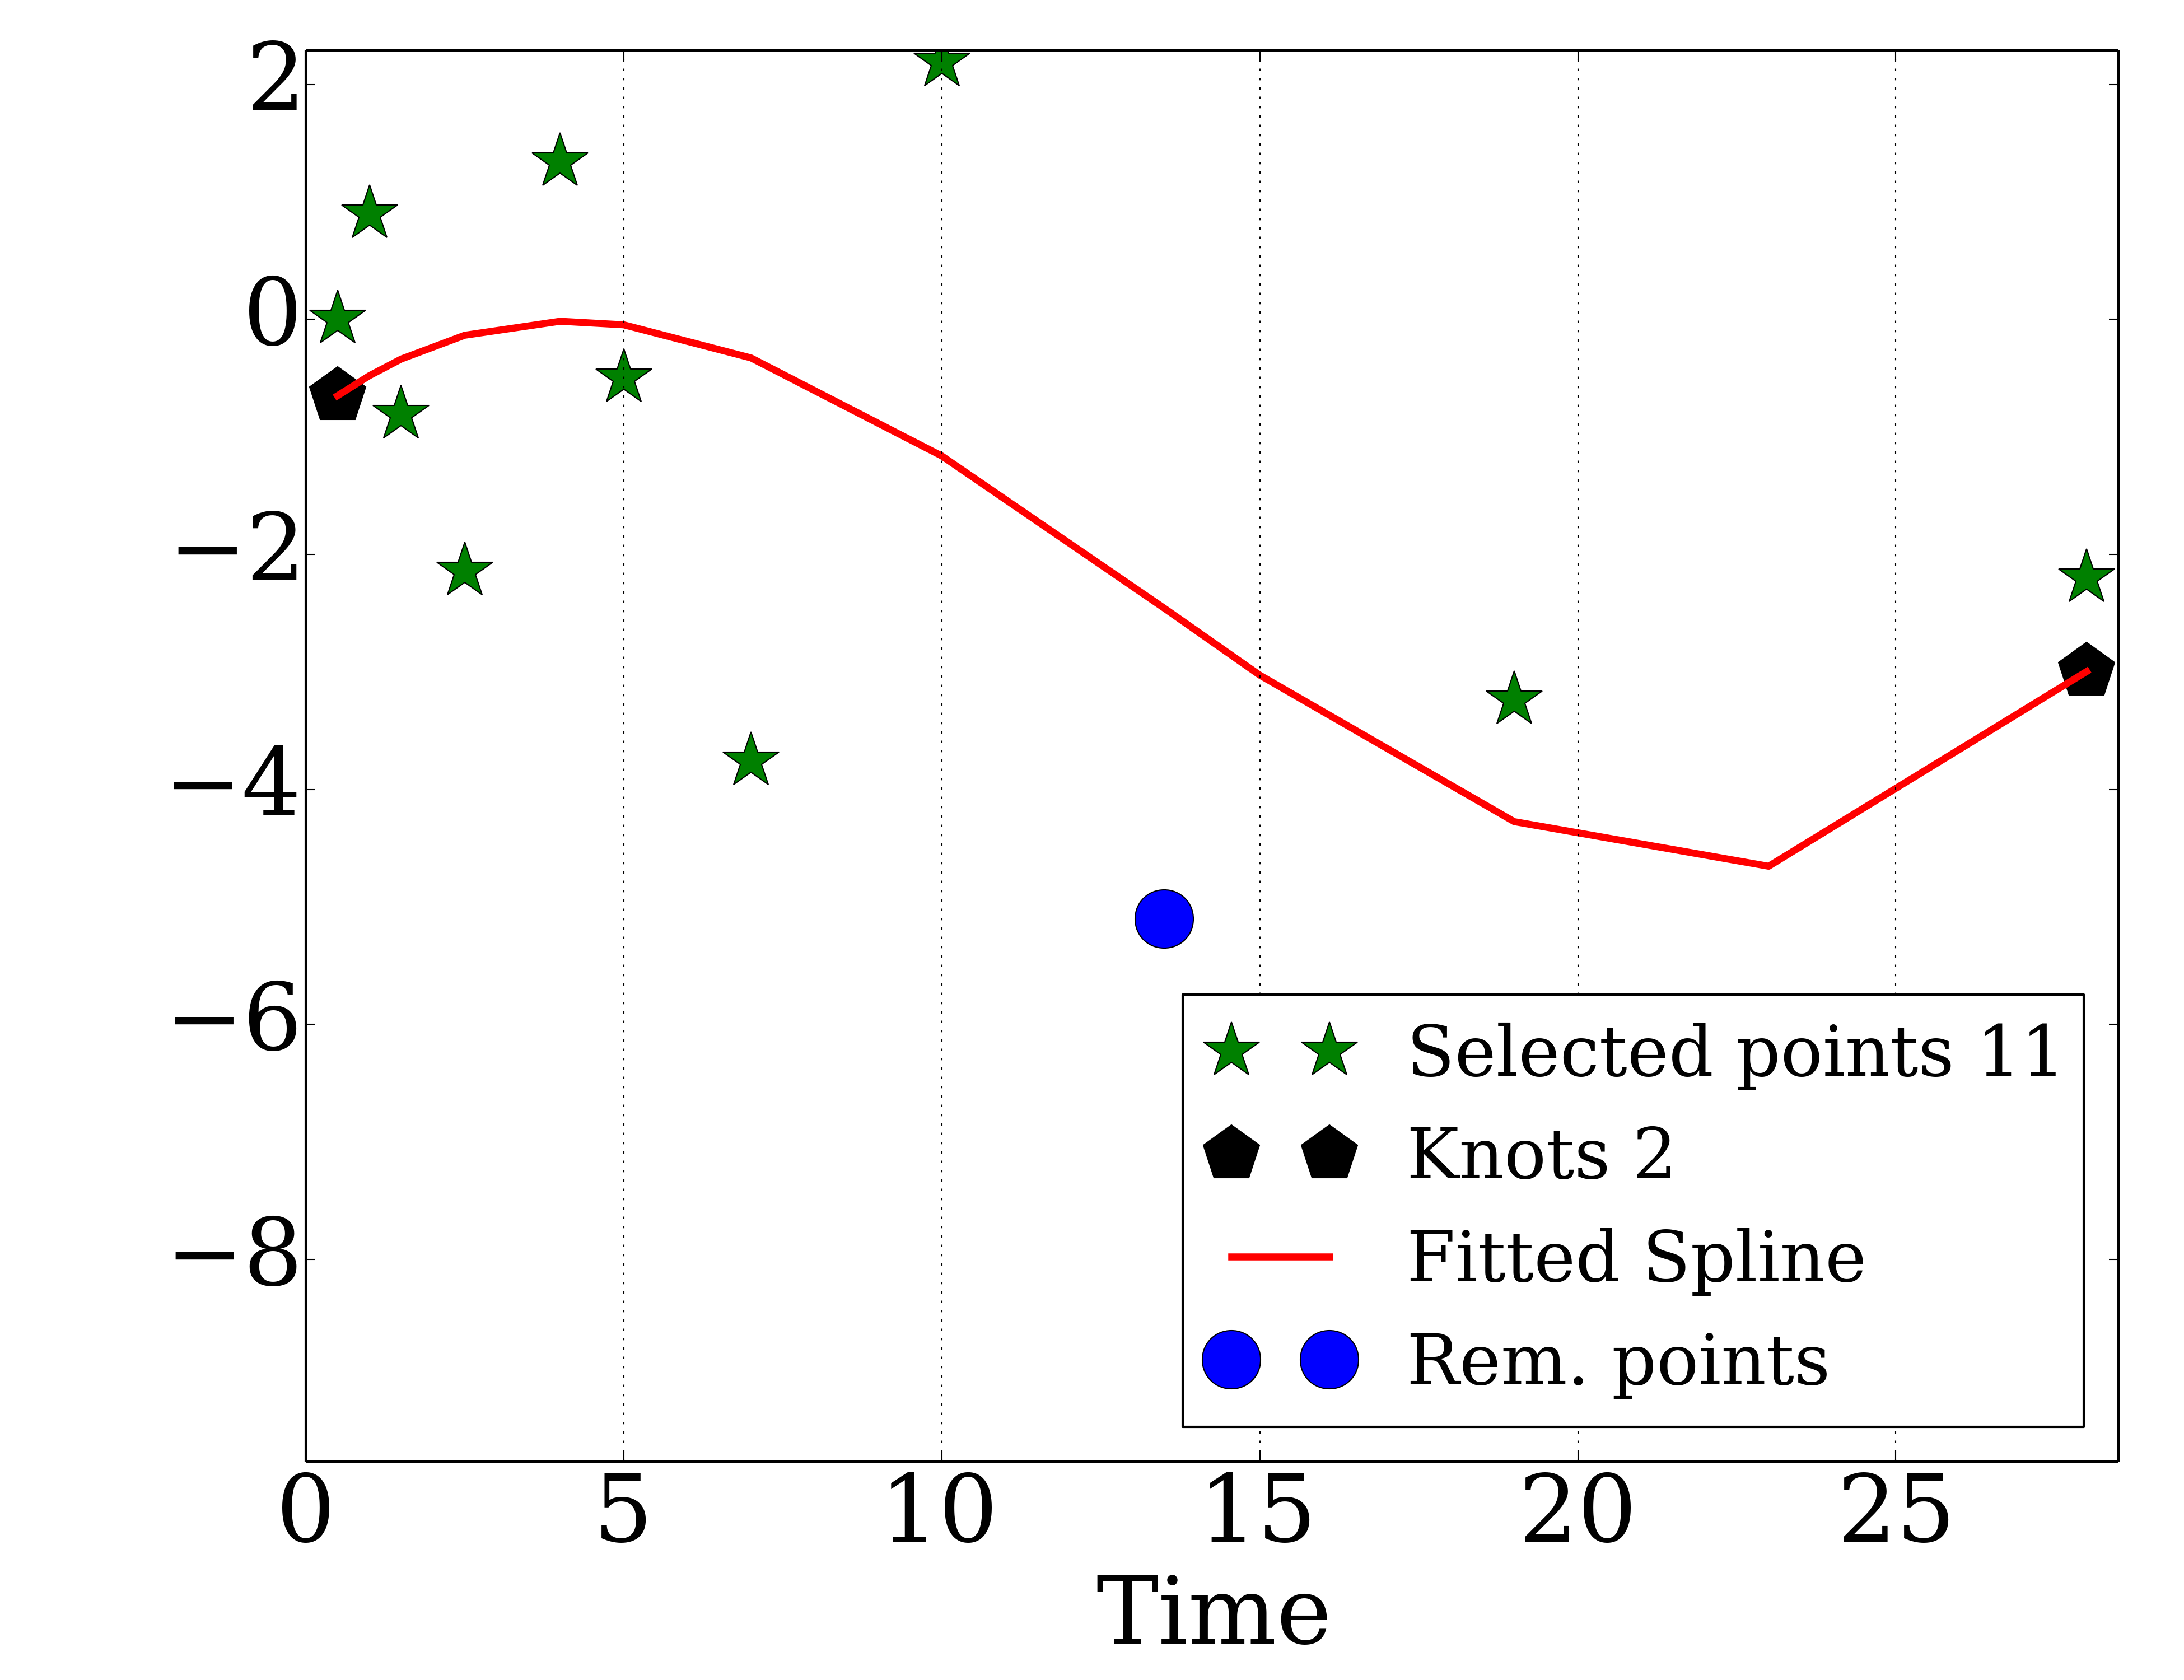 2
0
−2
−4
−6
−8
Selected points 11
Knots 2
Fitted Spline
Rem. points
0 5 10 15 20 25
Time